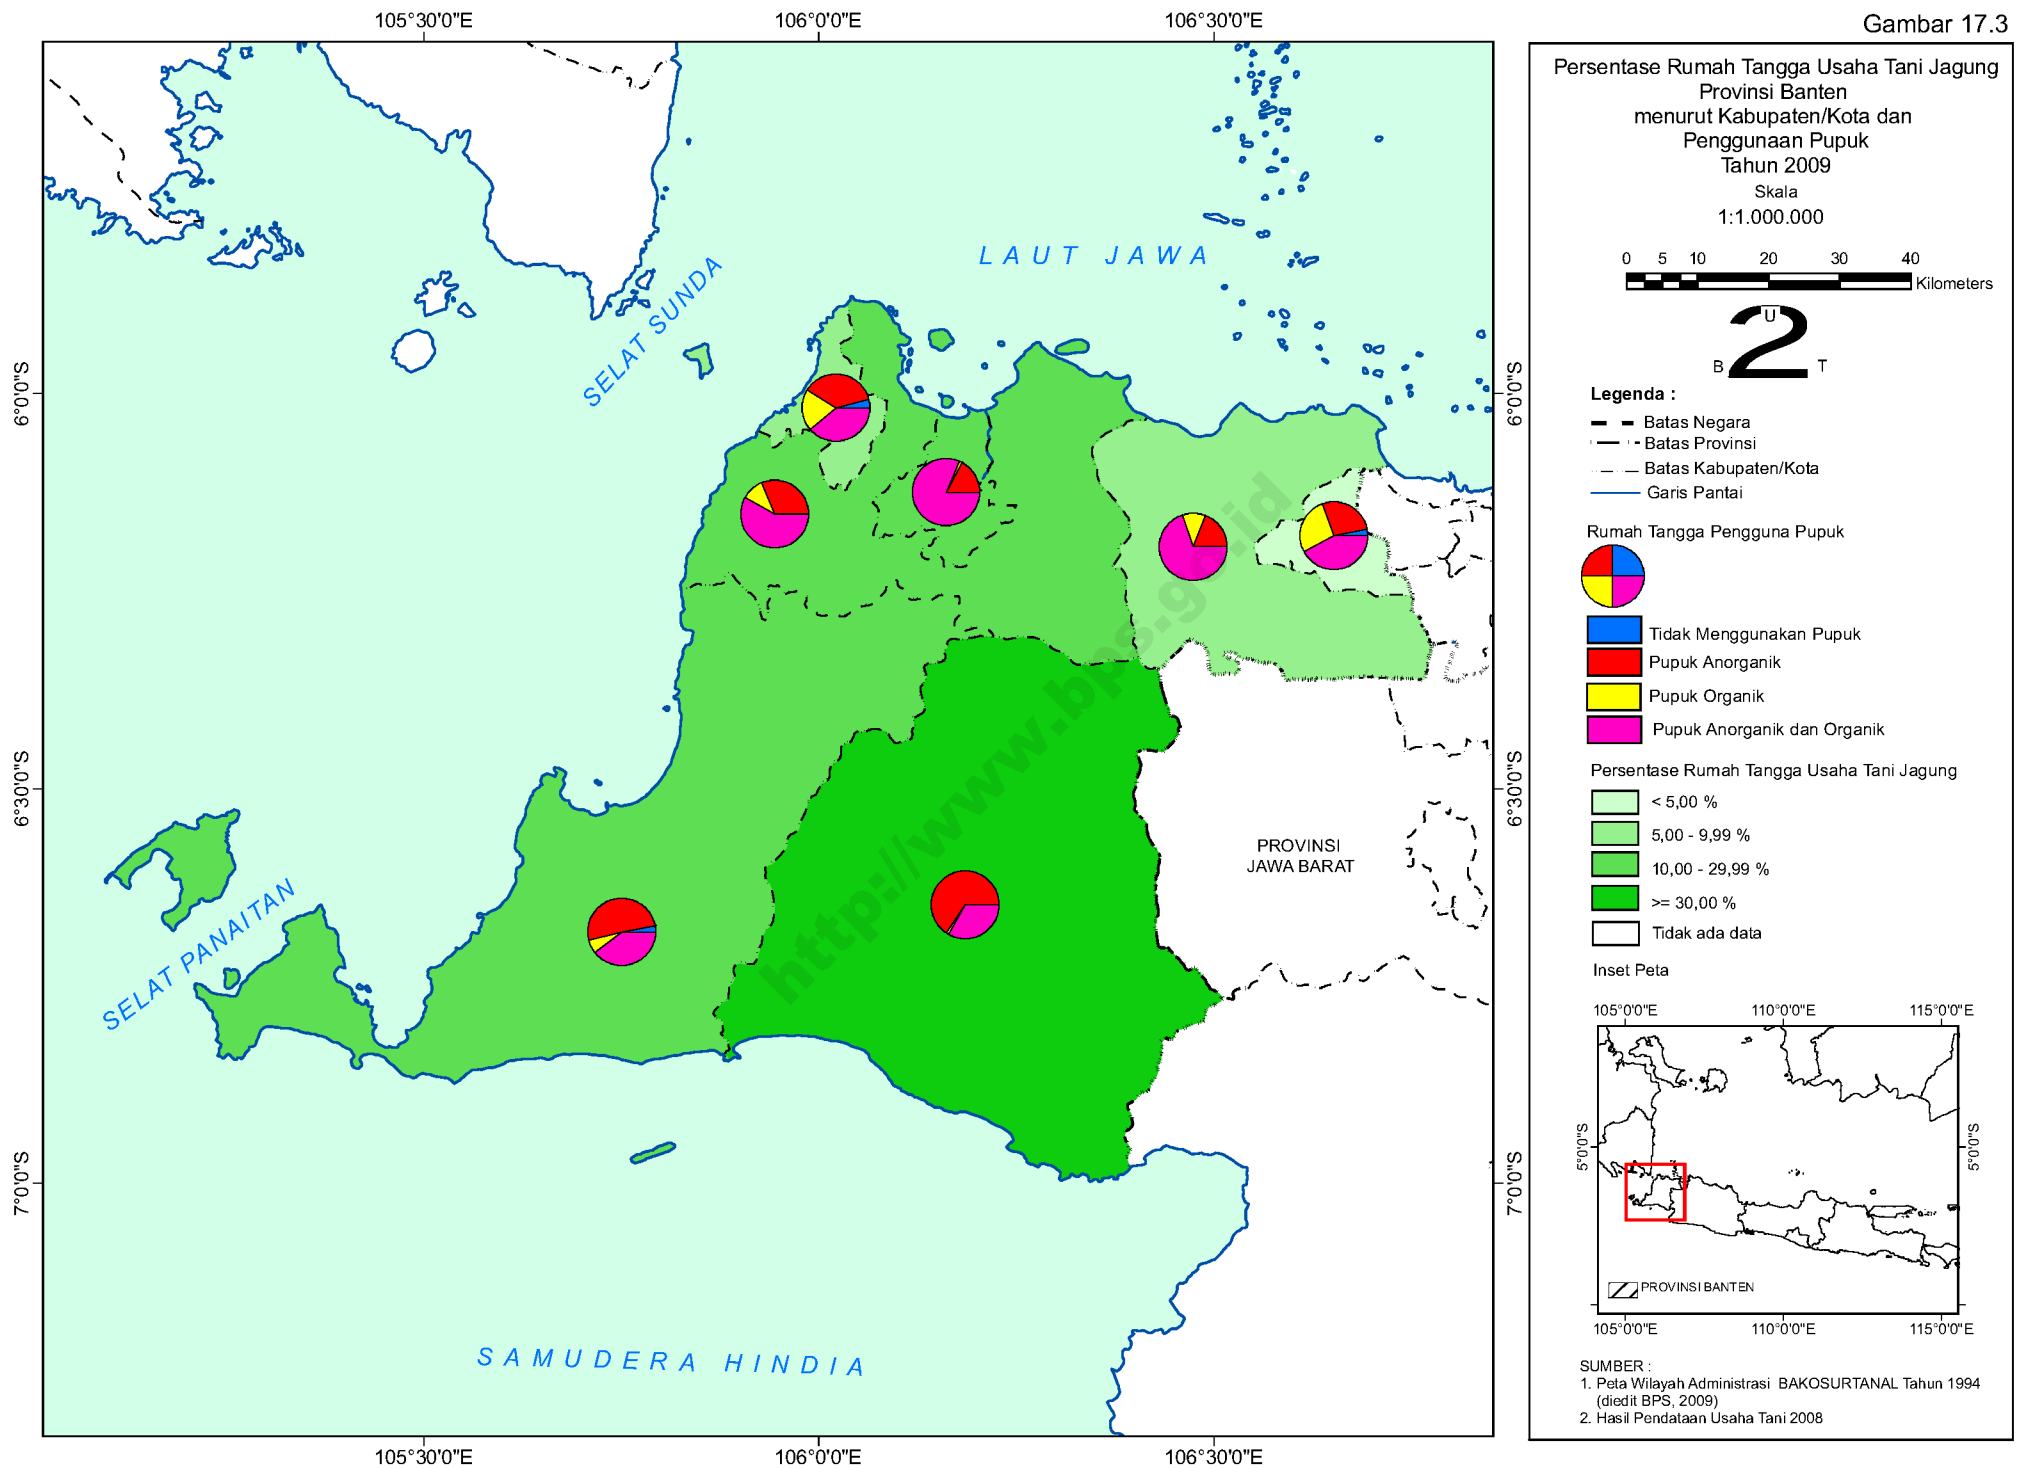 Gambar 17.3
105°30'0"E
106°0'0"E
106°30'0"E
6°0'0"S
6°30'0"S
7°0'0"S
LAUT JAWA
SELAT SUNDA
SELAT PANAITAN
SAMUDERA HINDIA
PROVINSI
JAWA BARAT
http://www.bps.go.id
6°0'0"S
6°30'0"S
7°0'0"S
105°30'0"E
106°0'0"E
106°30'0"E
Persentase Rumah Tangga Usaha Tani Jagung
Provinsi Banten
menurut Kabupaten/Kota dan
Penggunaan Pupuk
Tahun 2009
Skala
1:1.000.000
0 5 10 20 30 40
Kilometers
U
B T
Legenda :
Batas Negara
Batas Provinsi
Batas Kabupaten/Kota
Garis Pantai
Rumah Tangga Pengguna Pupuk
Tidak Menggunakan Pupuk
Pupuk Anorganik
Pupuk Organik
Pupuk Anorganik dan Organik
Persentase Rumah Tangga Usaha Tani Jagung
< 5,00 %
5,00 - 9,99 %
10,00 - 29,99 %
>= 30,00 %
Tidak ada data
Inset Peta
105°0'0"E 110°0'0"E 115°0'0"E
5°0'0"S
5°0'0"S
PROVINSI BANTEN
105°0'0"E 110°0'0"E 115°0'0"E
SUMBER :
1. Peta Wilayah Administrasi BAKOSURTANAL Tahun 1994
(diedit BPS, 2009)
2. Hasil Pendataan Usaha Tani 2008